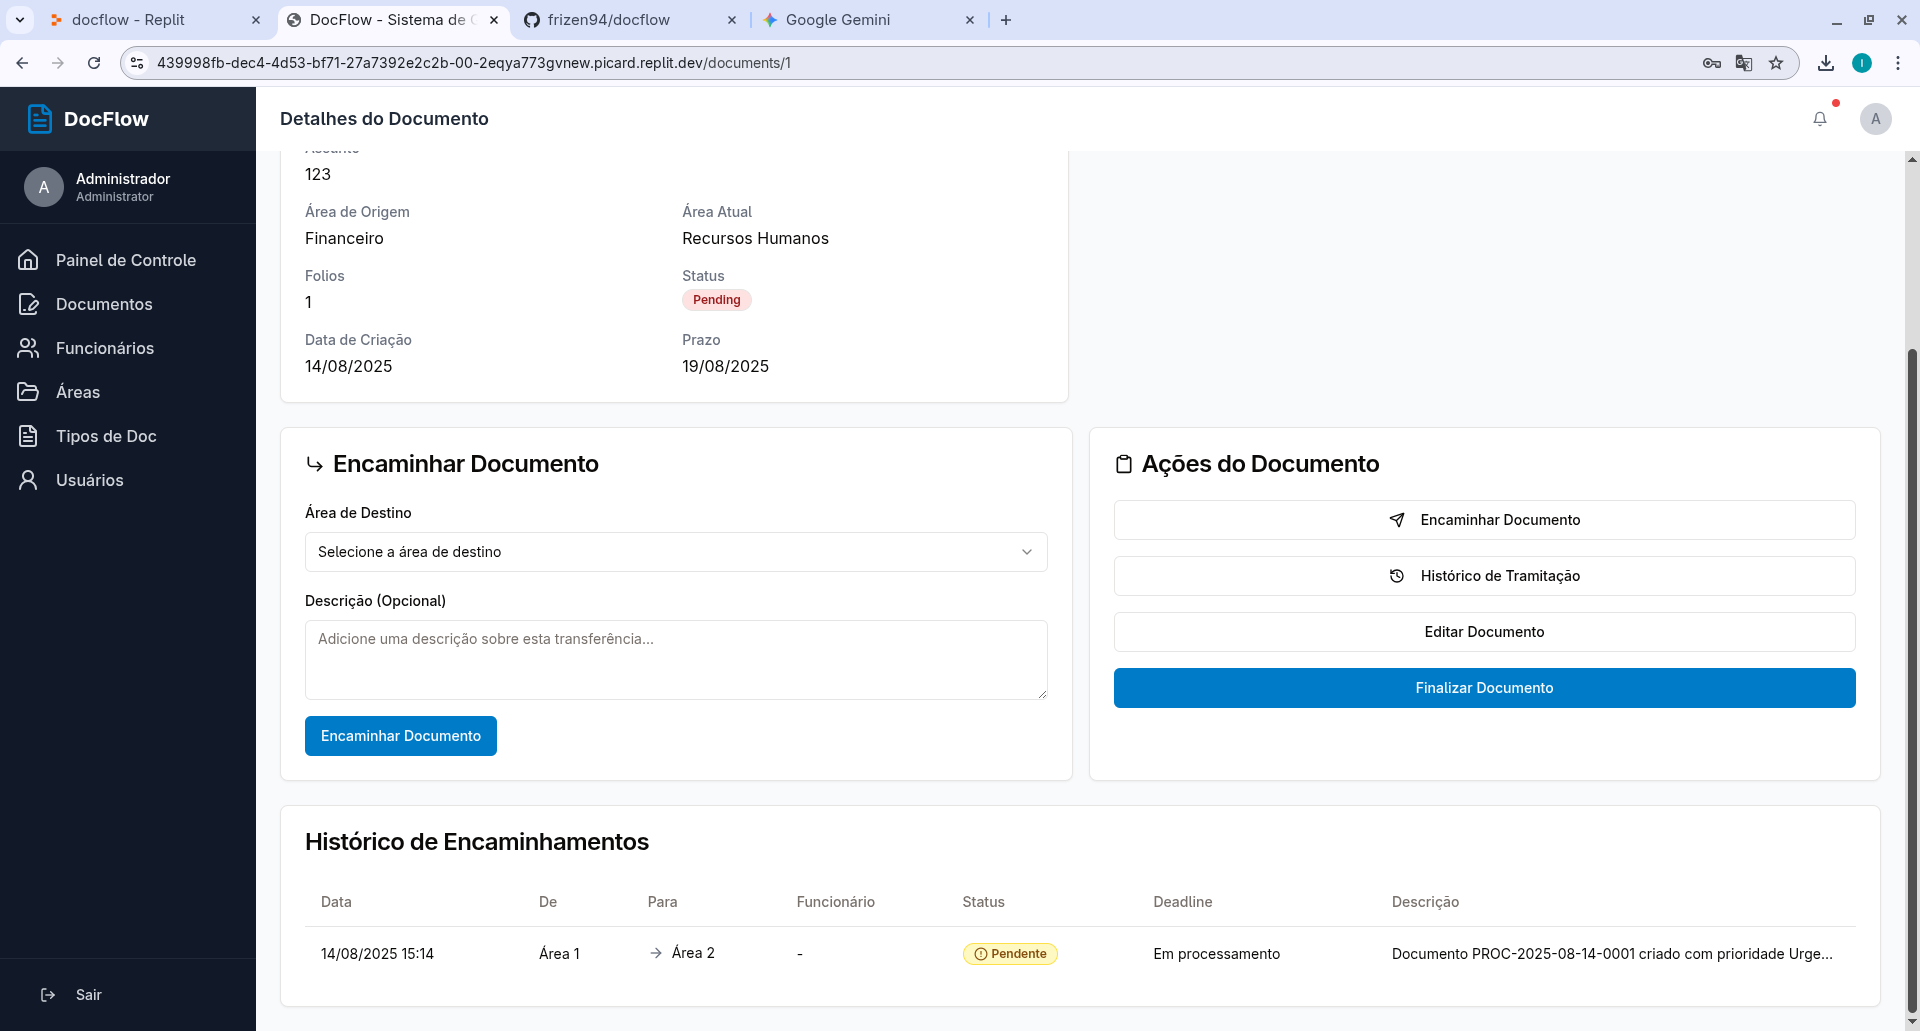 docflow - Replit
DocFlow - Sistema de
frizen94/docflow
Google Gemini
439998fb-dec4-4d53-bf71-27a7392e2c2b-00-2eqya773gvnew.picard.replit.dev/documents/1
I
DocFlow
Detalhes do Documento
A
A
Administrador
Administrator
Painel de Controle
Documentos
Funcionários
Áreas
Tipos de Doc
Usuários
Sair
Assunto
123
Área de Origem
Área Atual
Financeiro
Recursos Humanos
Folios
Status
1
Pending
Data de Criação
Prazo
14/08/2025
19/08/2025
Encaminhar Documento
Área de Destino
Selecione a área de destino
Descrição (Opcional)
Adicione uma descrição sobre esta transferência...
Encaminhar Documento
Ações do Documento
Encaminhar Documento
Histórico de Tramitação
Editar Documento
Finalizar Documento
Histórico de Encaminhamentos
Data De Para Funcionário Status Deadline Descrição
14/08/2025 15:14 Área 1 Área 2 - Pendente Em processamento Documento PROC-2025-08-14-0001 criado com prioridade Urge...